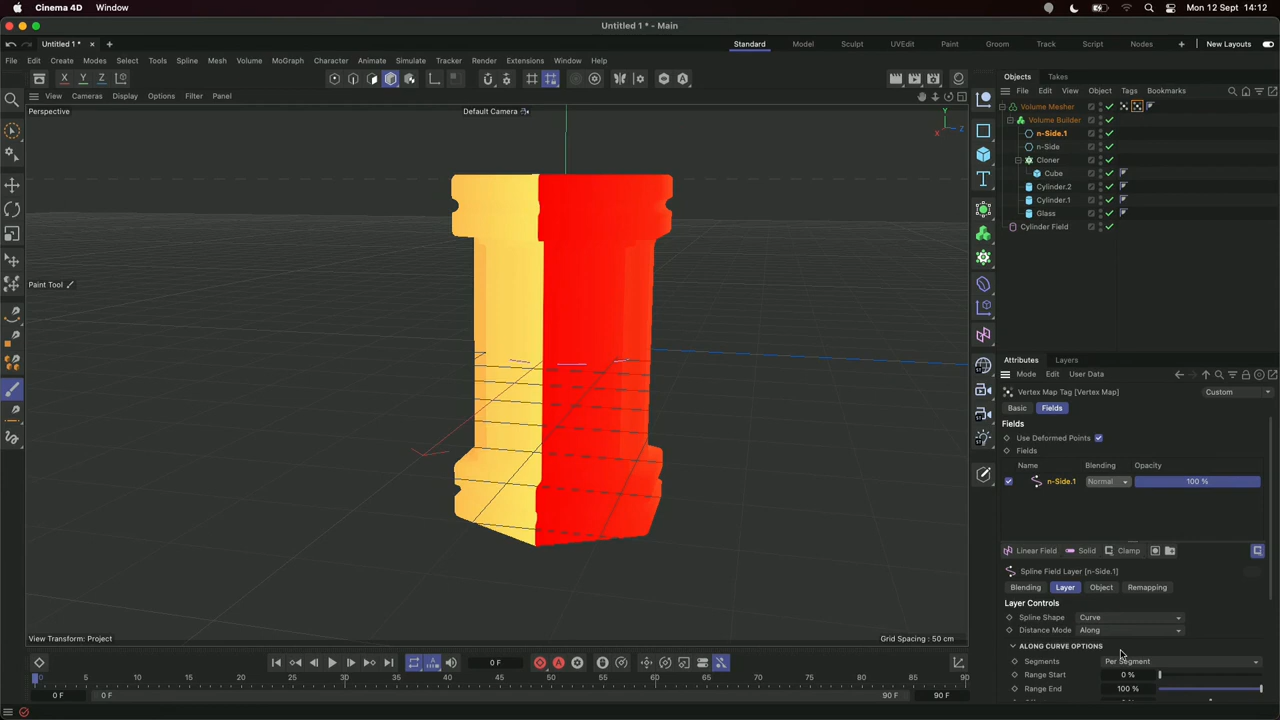 Cinema 4D Window Mon 12 Sept 14:12
Untitled 1 * - Main
Untitled 1 * Standard Model Sculpt UVEdit Paint Groom Track Script Nodes New Layouts
File Edit Create Modes Select Tools Spline Mesh Volume MoGraph Character Animate Simulate Tracker Render Extensions Window Help
Objects Takes
X Y Z
File Edit View Object Tags Bookmarks
View Cameras Display Options Filter Panel
Perspective Default Camera
Volume Mesher
Volume Builder
n-Side.1
n-Side
Cloner
Cube
Cylinder.2
Cylinder.1
Glass
Cylinder Field
Y
X Z
Paint Tool
Attributes Layers
Mode Edit User Data
Vertex Map Tag [Vertex Map] Custom
Basic Fields
Fields
Use Deformed Points
Fields
Name Blending Opacity
n-Side.1 Normal 100 %
Linear Field Solid Clamp
Spline Field Layer [n-Side.1]
Blending Layer Object Remapping
Layer Controls
Spline Shape Curve
Distance Mode Along
ALONG CURVE OPTIONS
Segments Per Segment
Range Start 0 %
Range End 100 %
View Transform: Project Grid Spacing : 50 cm
0 F
0 5 10 15 20 25 30 35 40 45 50 55 60 65 70 75 80 85 90
0 F 0 F 90 F 90 F